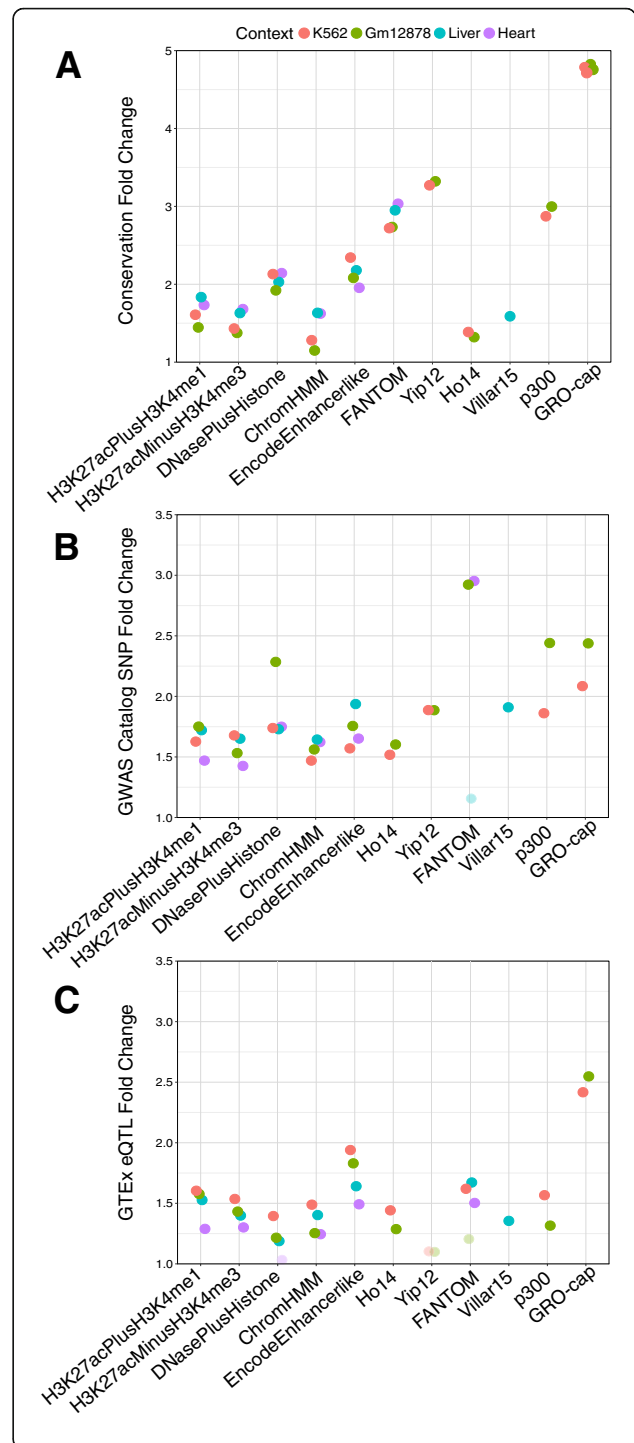 Context K562 Gm12878 Liver Heart
A
Conservation Fold Change
5
4
3
2
1
H3K27acPlusH3K4me1
H3K27acMinusH3K4me3
DNasePlusHistone
ChromHMM
EncodeEnhancerlike
FANTOM
Yip12
Ho14
Villar15
p300
GRO-cap
B
GWAS Catalog SNP Fold Change
3.5
3.0
2.5
2.0
1.5
1.0
H3K27acPlusH3K4me1
H3K27acMinusH3K4me3
DNasePlusHistone
ChromHMM
EncodeEnhancerlike
Ho14
Yip12
FANTOM
Villar15
p300
GRO-cap
C
GTEx eQTL Fold Change
3.5
3.0
2.5
2.0
1.5
1.0
H3K27acPlusH3K4me1
H3K27acMinusH3K4me3
DNasePlusHistone
ChromHMM
EncodeEnhancerlike
Ho14
Yip12
FANTOM
Villar15
p300
GRO-cap